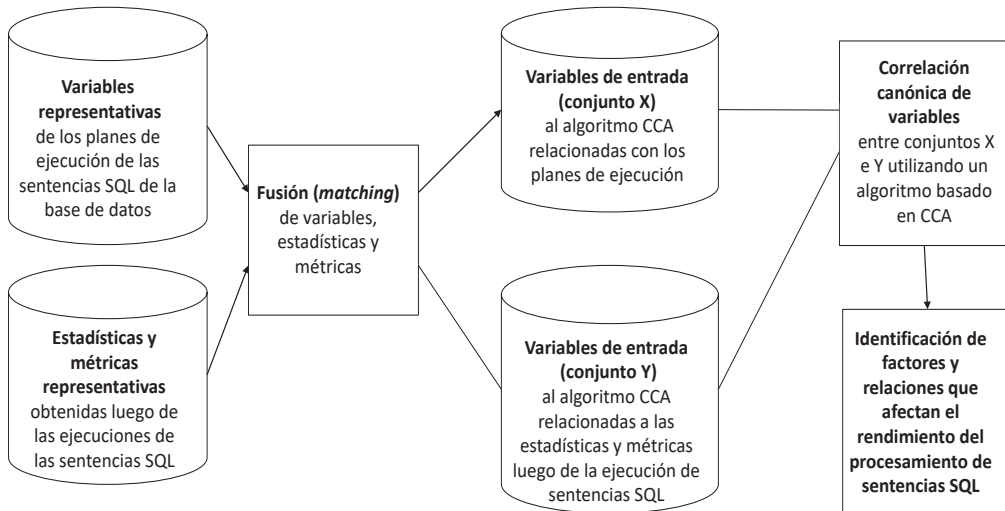 Variables
representativas
de los planes de
ejecución de las
sentencias SQL de la
base de datos
Estadísticas y
métricas
representativas
obtenidas luego de
las ejecuciones de
las sentencias SQL
Fusión (matching)
de variables,
estadísticas y
métricas
Variables de entrada
(conjunto X)
al algoritmo CCA
relacionadas con los
planes de ejecución
Variables de entrada
(conjunto Y)
al algoritmo CCA
relacionadas a las
estadísticas y métricas
luego de la ejecución de
sentencias SQL
Correlación
canónica de
variables
entre conjuntos X
e Y utilizando un
algoritmo basado
en CCA
Identificación de
factores y
relaciones que
afectan el
rendimiento del
procesamiento de
sentencias SQL